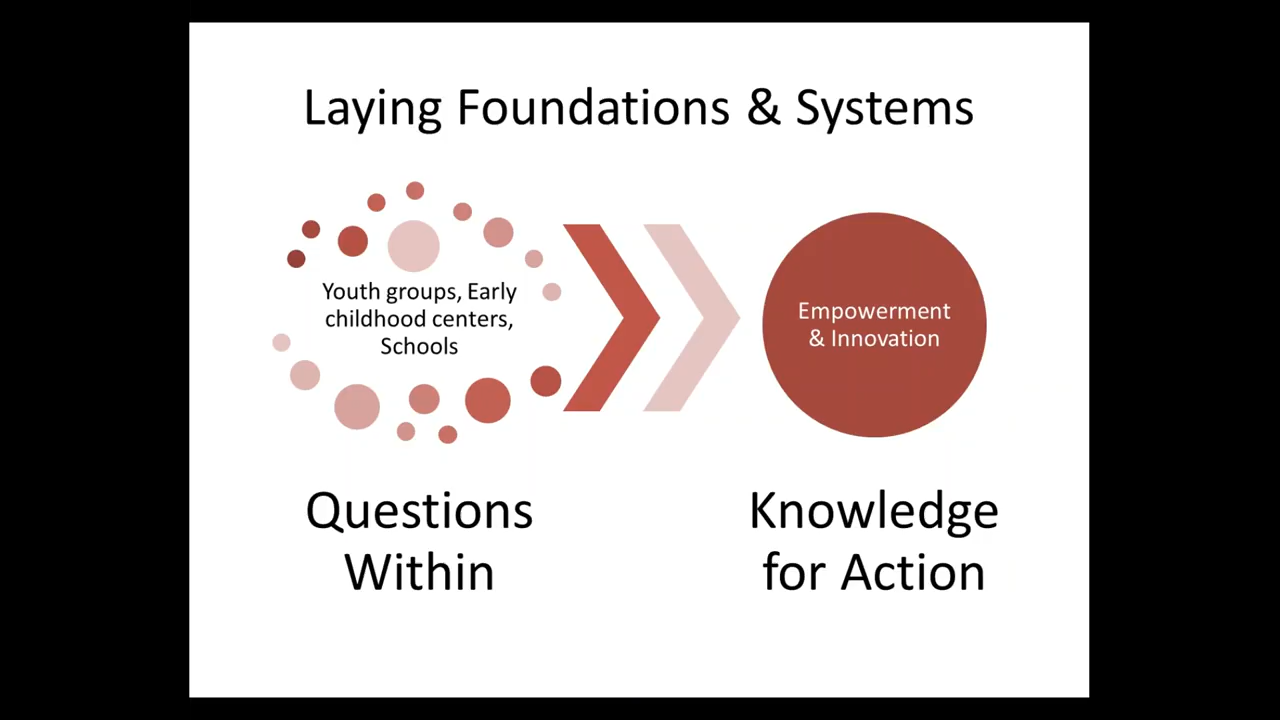 Laying Foundations & Systems
Youth groups, Early
childhood centers,
Schools
Empowerment
& Innovation
Questions
Within
Knowledge
for Action